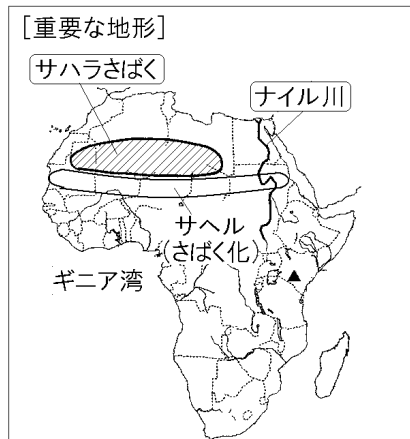 [重要な地形]
サハラさばく
ナイル川
サヘル
(さばく化)
ギニア湾